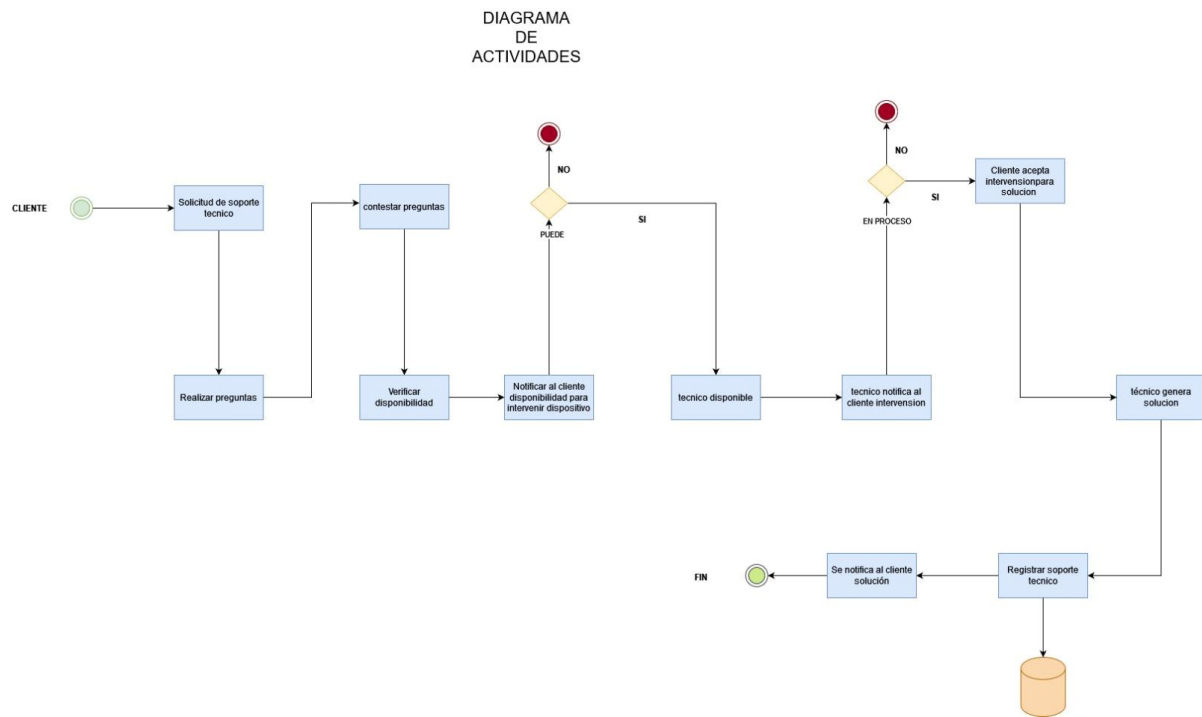 DIAGRAMA
DE
ACTIVIDADES
CLIENTE
Solicitud de soporte
tecnico
Realizar preguntas
contestar preguntas
Verificar
disponibilidad
Notificar al cliente
disponibilidad para
intervenir dispositivo
PUEDE
NO
SI
tecnico disponible
tecnico notifica al
cliente intervension
EN PROCESO
NO
SI
Cliente acepta
intervensionpara
solucion
técnico genera
solucion
Registrar soporte
tecnico
Se notifica al cliente
solución
FIN